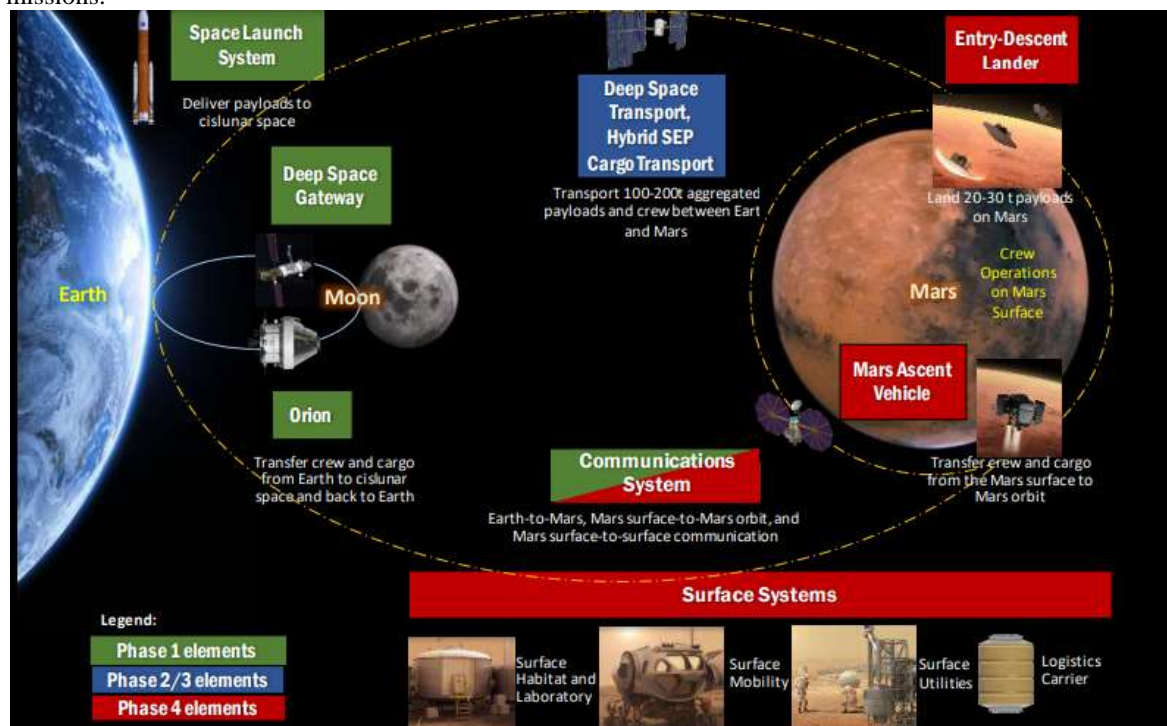 missions.
Space Launch
System
Deliver payloads to
cislunar space
Deep Space
Gateway
Earth
Moon
Orion
Transfer crew and cargo
from Earth to cislunar
space and back to Earth
Deep Space
Transport,
Hybrid SEP
Cargo Transport
Transport 100-200t aggregated
payloads and crew between Eart
and Mars
Entry-Descent
Lander
Land 20-30 t payloads
on Mars
Crew
Operations
on Mars
Surface
Mars
Mars Ascent
Vehicle
Transfer crew and cargo
from the Mars surface to
Mars orbit
Communications
System
Earth-to-Mars, Mars surface-to-Mars orbit, and
Mars surface-to-surface communication
Surface Systems
Surface
Habitat and
Laboratory
Surface
Mobility
Surface
Utilities
Logistics
Carrier
Legend:
Phase 1 elements
Phase 2/3 elements
Phase 4 elements